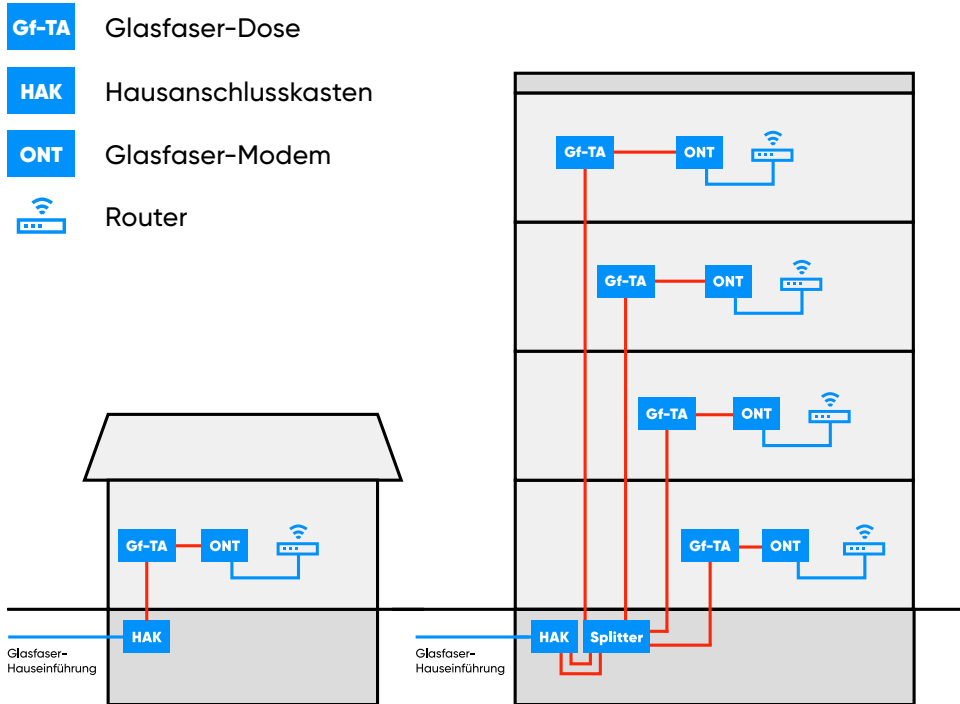 Gf-TA Glasfaser-Dose
HAK Hausanschlusskasten
ONT Glasfaser-Modem
Router
Gf-TA ONT
Gf-TA ONT
Gf-TA ONT
Gf-TA ONT
Gf-TA ONT
HAK
Glasfaser-
Hauseinführung
HAK Splitter
Glasfaser-
Hauseinführung